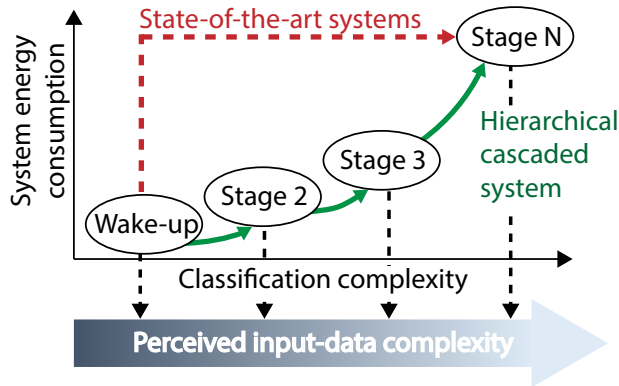 State-of-the-art systems
Stage N
System energy
consumption
Hierarchical
cascaded
system
Stage 3
Stage 2
Wake-up
Classification complexity
Perceived input-data complexity